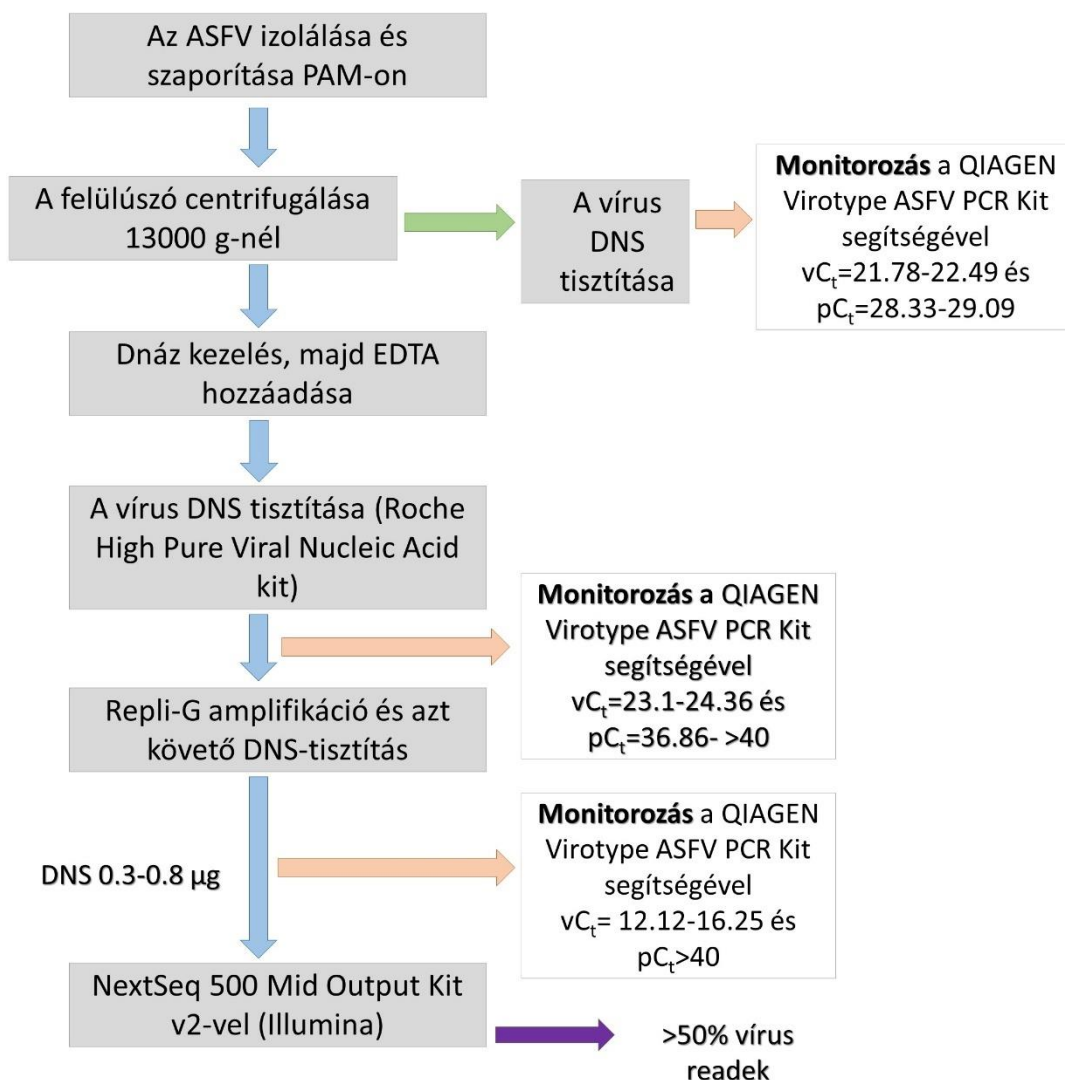 Az ASFV izolálása és
szaporítása PAM-on
A felülúszó centrifugálása
13000 g-nél
A vírus
DNS
tisztítása
Monitorozás a QIAGEN
Virotype ASFV PCR Kit
segítségével
vCt=21.78-22.49 és
pCt=28.33-29.09
Dnáz kezelés, majd EDTA
hozzáadása
A vírus DNS tisztítása (Roche
High Pure Viral Nucleic Acid
kit)
Monitorozás a QIAGEN
Virotype ASFV PCR Kit
segítségével
vCt=23.1-24.36 és
pCt=36.86- >40
Repli-G amplifikáció és azt
követő DNS-tisztítás
Monitorozás a QIAGEN
Virotype ASFV PCR Kit
segítségével
vCt= 12.12-16.25 és
pCt>40
DNS 0.3-0.8 µg
NextSeq 500 Mid Output Kit
v2-vel (Illumina)
>50% vírus
readek